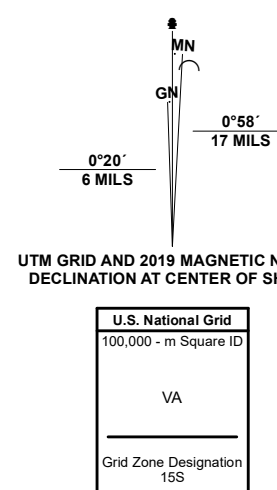 MN
GN
0°58´
17 MILS
0°20´
6 MILS
UTM GRID AND 2019 MAGNETIC N
DECLINATION AT CENTER OF SH
U.S. National Grid
100,000 - m Square ID
VA
Grid Zone Designation
15S